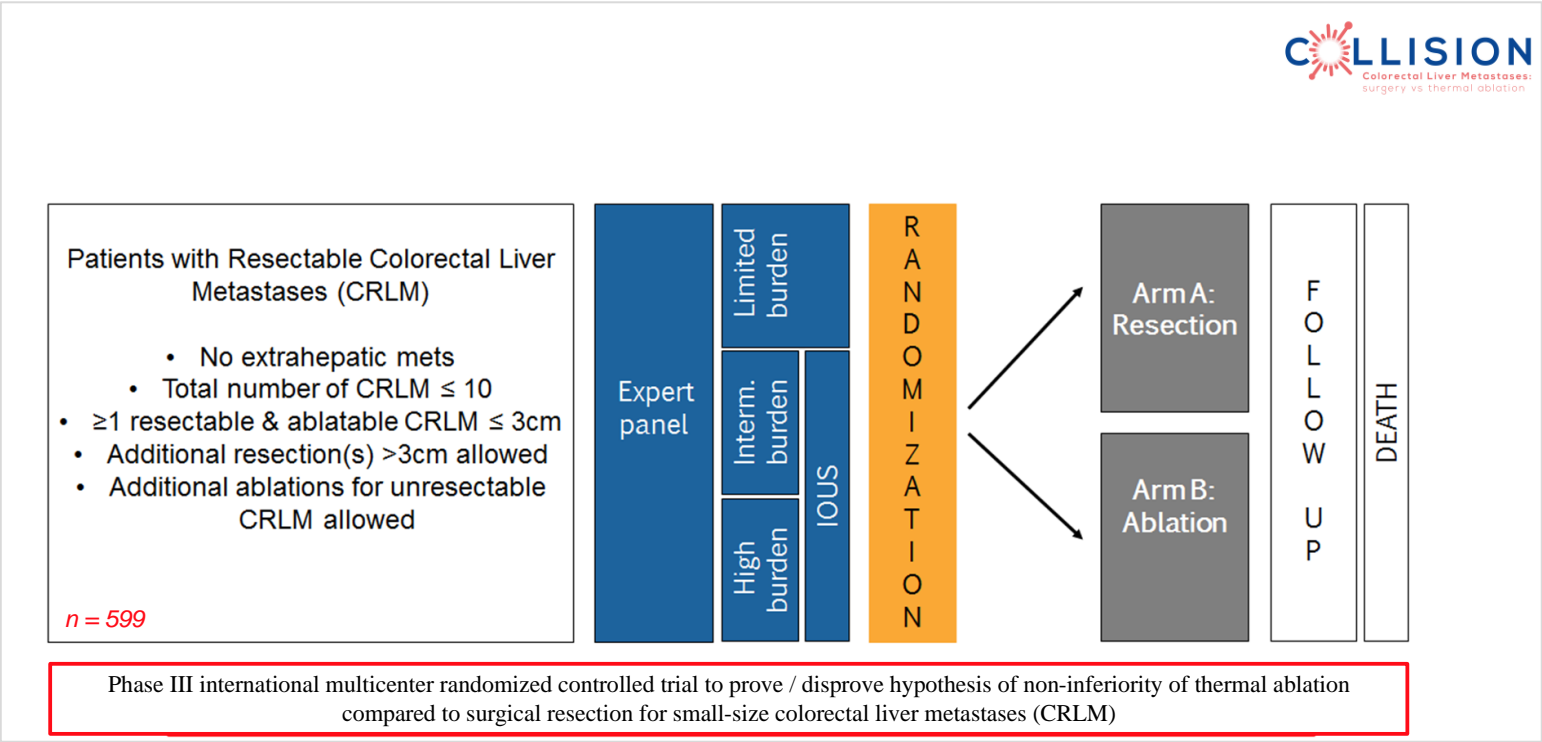 COLLISION
Colorectal Liver Metastases:
surgery vs thermal ablation
Patients with Resectable Colorectal Liver
Metastases (CRLM)
• No extrahepatic mets
• Total number of CRLM ≤ 10
• ≥1 resectable & ablatable CRLM ≤ 3cm
• Additional resection(s) >3cm allowed
• Additional ablations for unresectable
CRLM allowed
n = 599
Expert
panel
Limited
burden
Interm.
burden
High
burden
IOUS
RANDOMIZATION
Arm A:
Resection
Arm B:
Ablation
FOLLOW UP
DEATH
Phase III international multicenter randomized controlled trial to prove / disprove hypothesis of non-inferiority of thermal ablation
compared to surgical resection for small-size colorectal liver metastases (CRLM)